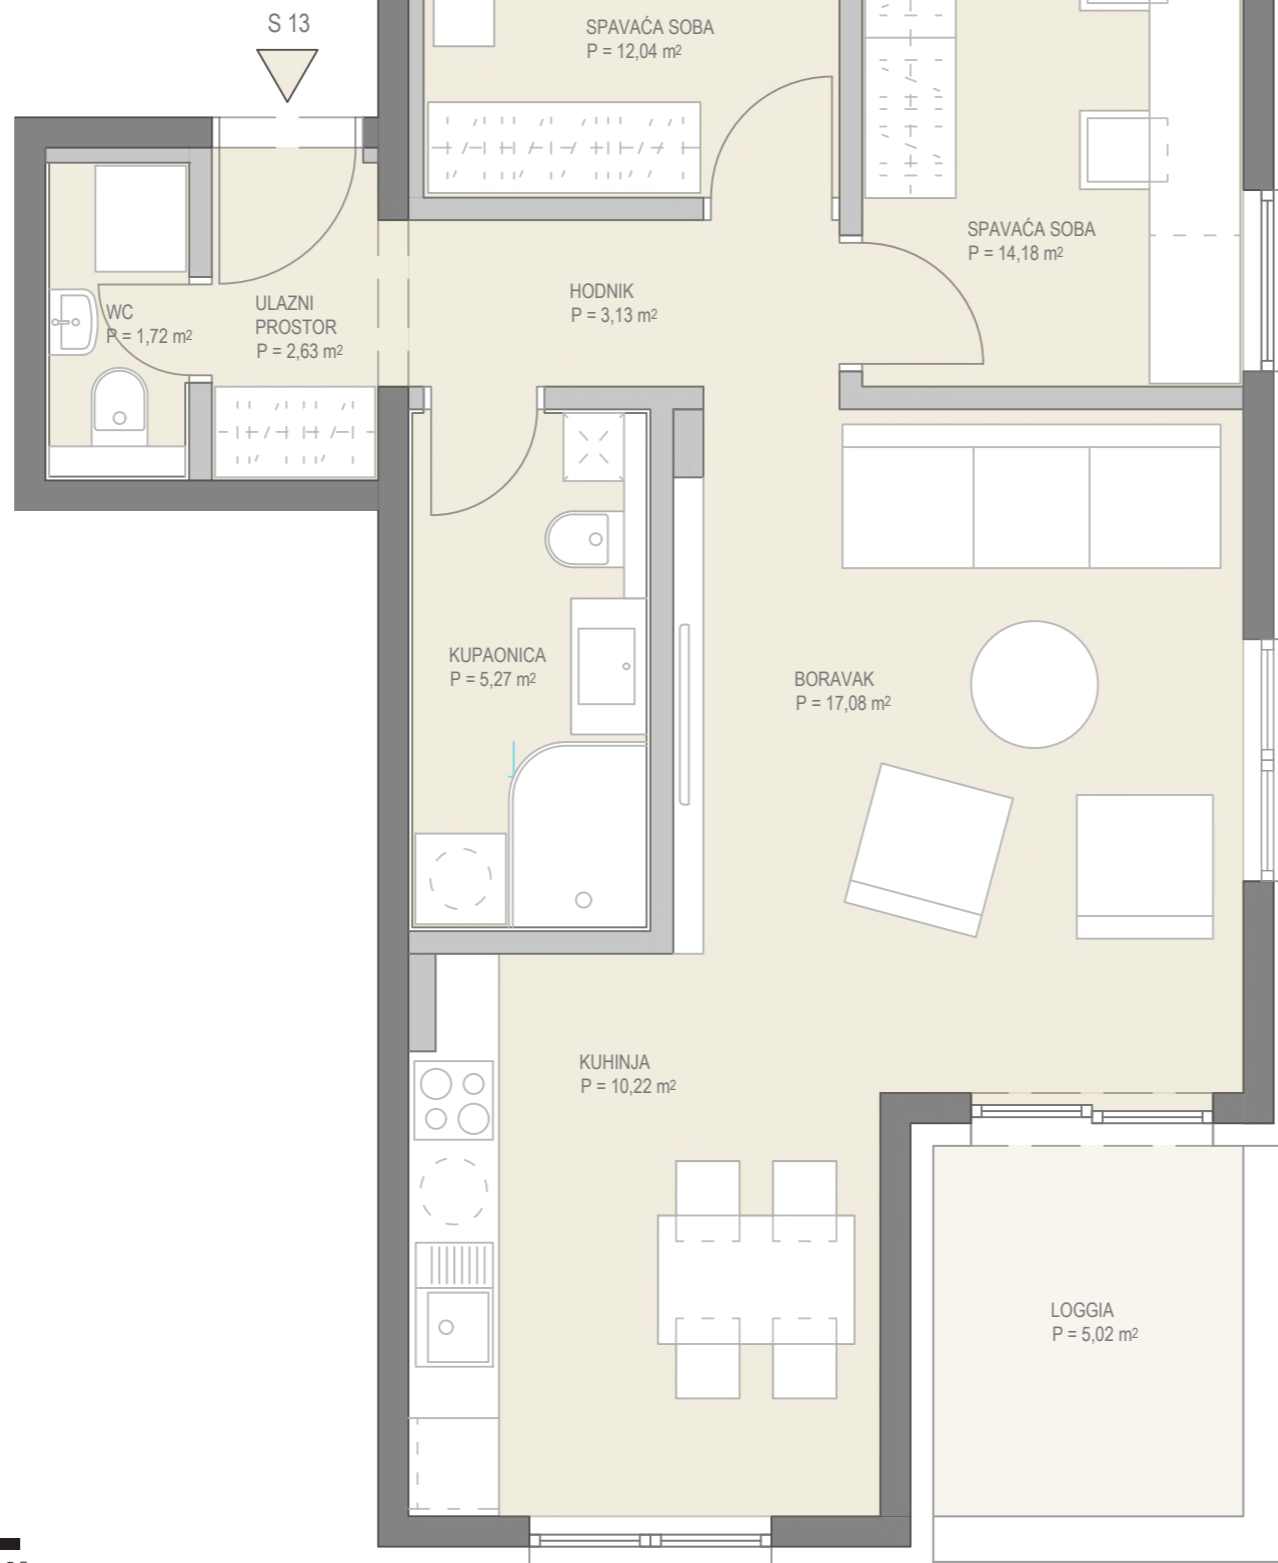 S 13
SPAVAĆA SOBA
P = 12,04 m²
SPAVAĆA SOBA
P = 14,18 m²
HODNIK
P = 3,13 m²
WC
P = 1,72 m²
ULAZNI
PROSTOR
P = 2,63 m²
KUPAONICA
P = 5,27 m²
BORAVAK
P = 17,08 m²
KUHINJA
P = 10,22 m²
LOGGIA
P = 5,02 m²